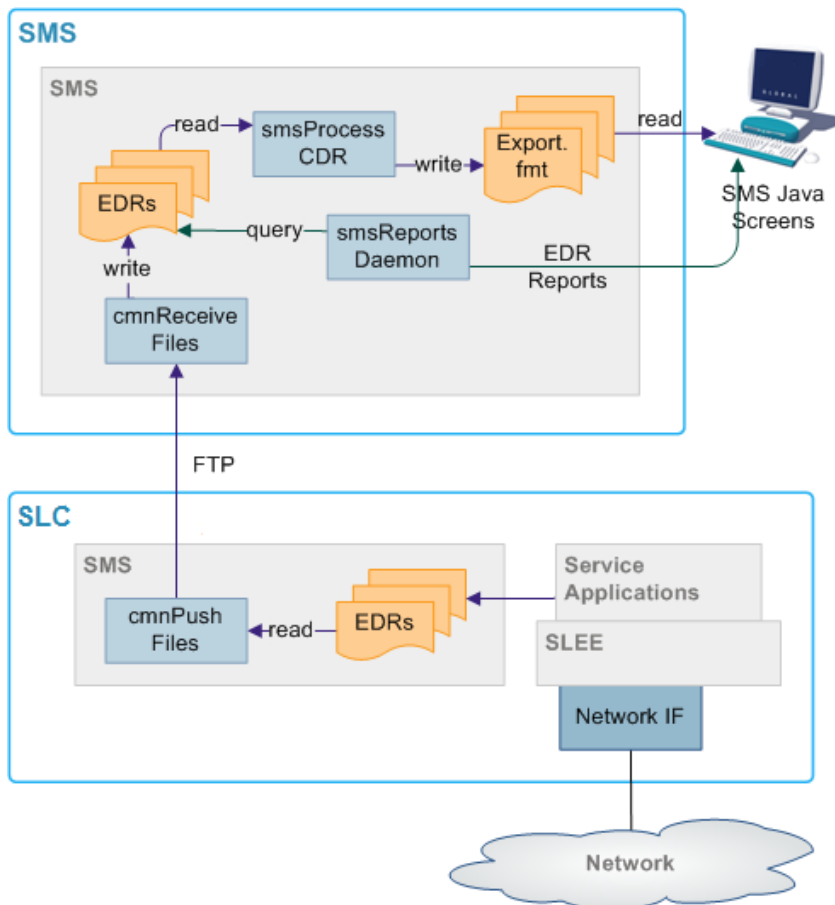 SMS
SMS
read
smsProcess
CDR
write
Export.
fmt
read
GLOBAL
SMS Java
Screens
EDRs
query
smsReports
Daemon
EDR
Reports
write
cmnReceive
Files
FTP
SLC
SMS
cmnPush
Files
read
EDRs
Service
Applications
SLEE
Network IF
Network